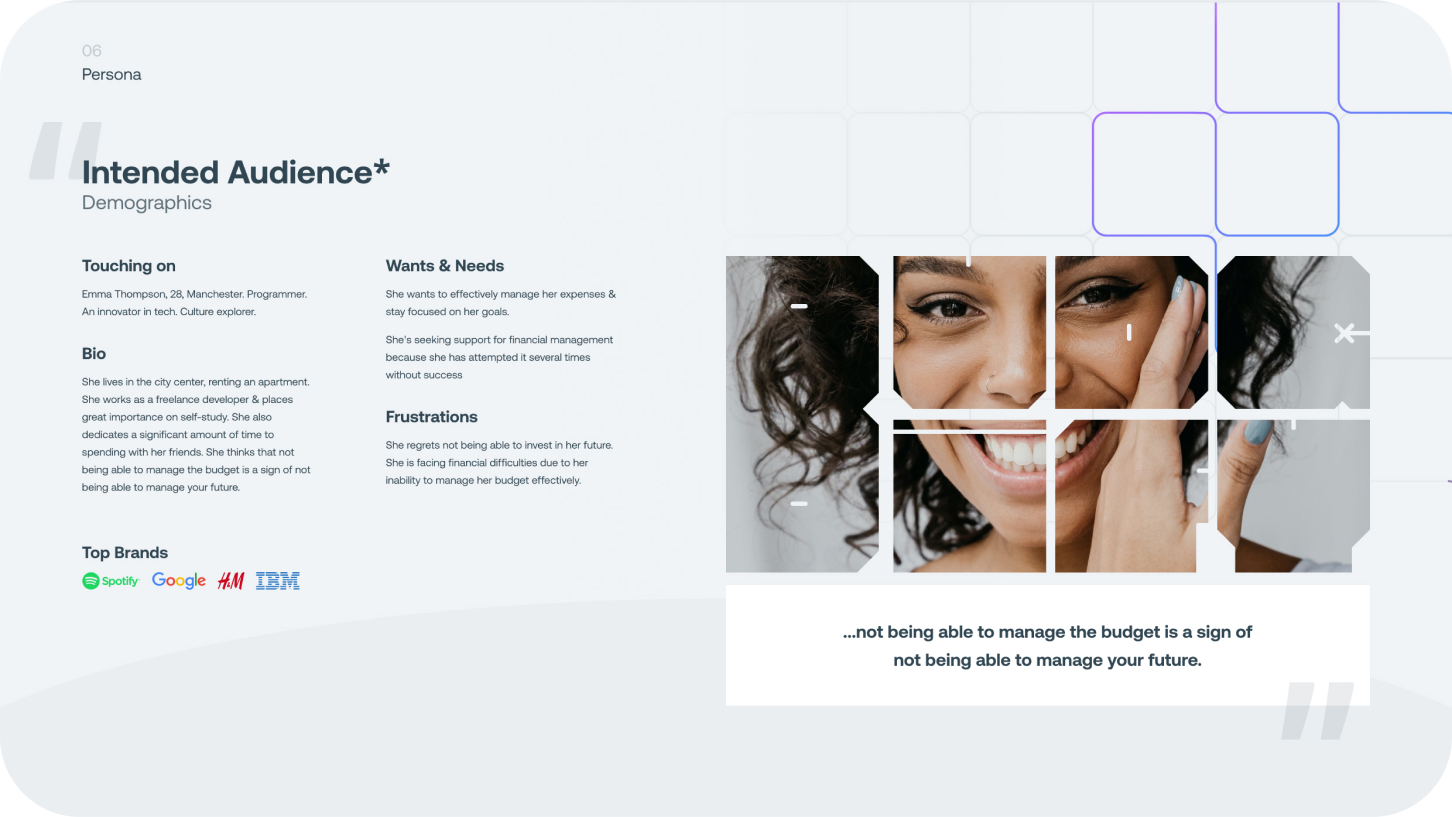 06
Persona
Intended Audience*
Demographics
Touching on
Emma Thompson, 28, Manchester. Programmer.
An innovator in tech. Culture explorer.
Bio
She lives in the city center, renting an apartment.
She works as a freelance developer & places
great importance on self-study. She also
dedicates a significant amount of time to
spending with her friends. She thinks that not
being able to manage the budget is a sign of not
being able to manage your future.
Top Brands
Spotify Google H&M IBM
Wants & Needs
She wants to effectively manage her expenses &
stay focused on her goals.
She's seeking support for financial management
because she has attempted it several times
without success
Frustrations
She regrets not being able to invest in her future.
She is facing financial difficulties due to her
inability to manage her budget effectively.
...not being able to manage the budget is a sign of
not being able to manage your future.